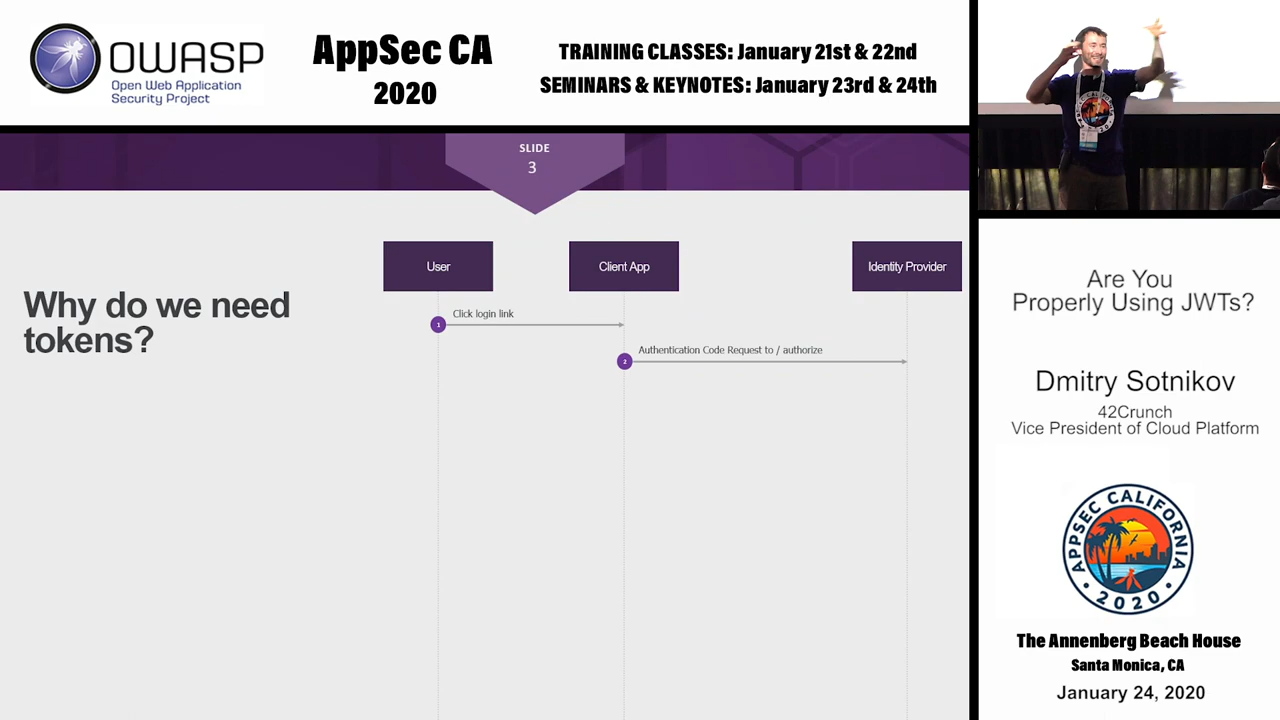 OWASP
Open Web Application
Security Project
AppSec CA
2020
TRAINING CLASSES: January 21st & 22nd
SEMINARS & KEYNOTES: January 23rd & 24th
SLIDE
3
Why do we need
tokens?
User
Client App
Identity Provider
1
Click login link
2
Authentication Code Request to / authorize
Are You
Properly Using JWTs?
Dmitry Sotnikov
42Crunch
Vice President of Cloud Platform
APPSEC CALIFORNIA
2020
The Annenberg Beach House
Santa Monica, CA
January 24, 2020